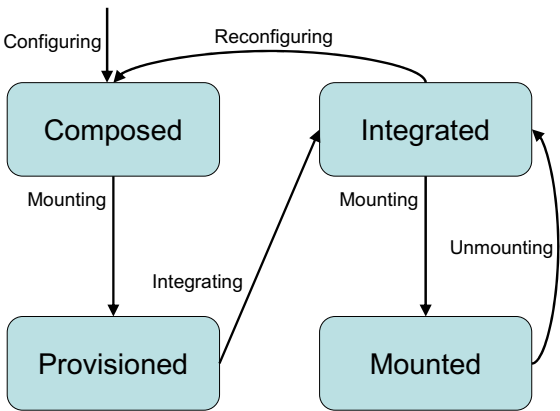 Configuring
Reconfiguring
Composed
Integrated
Mounting
Mounting
Unmounting
Integrating
Provisioned
Mounted